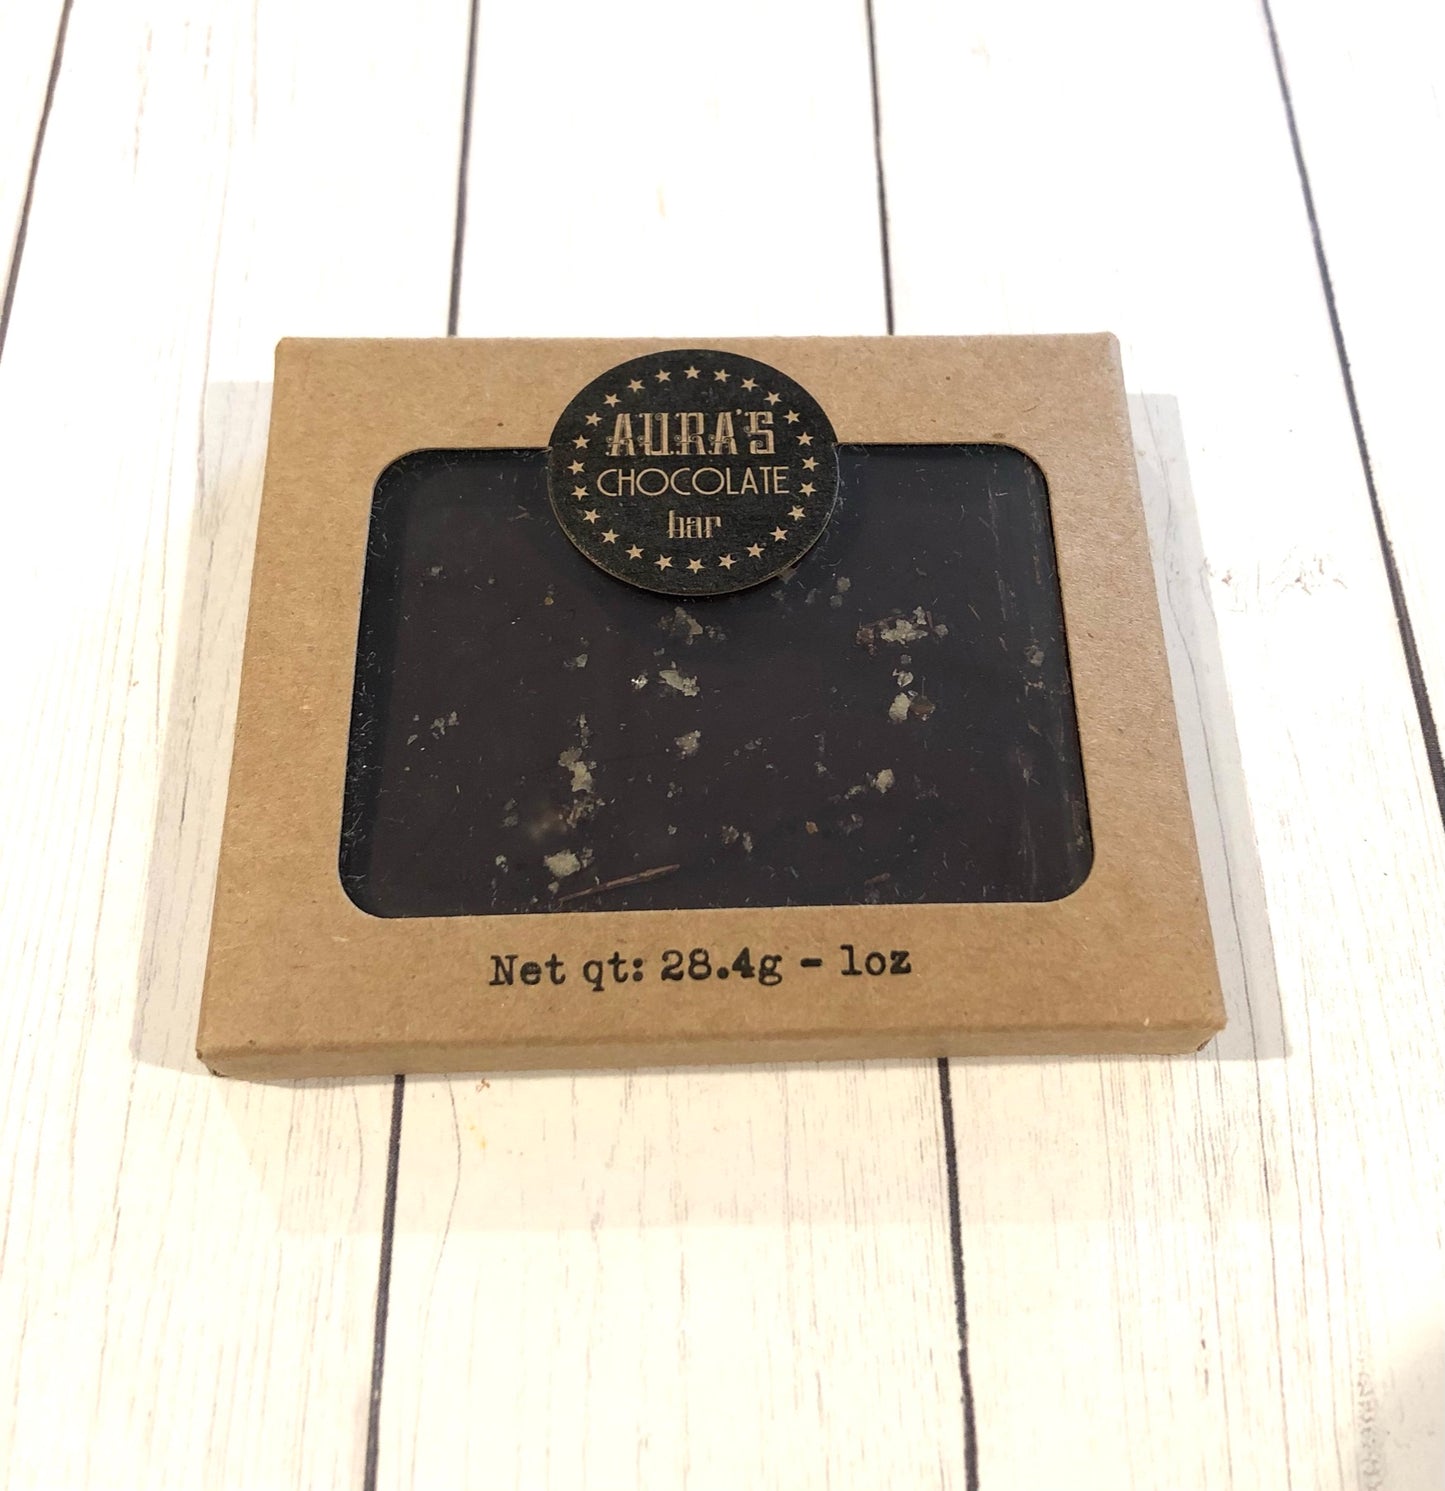 AURA'S
CHOCOLATE
bar
Net qt: 28.4g - 1oz